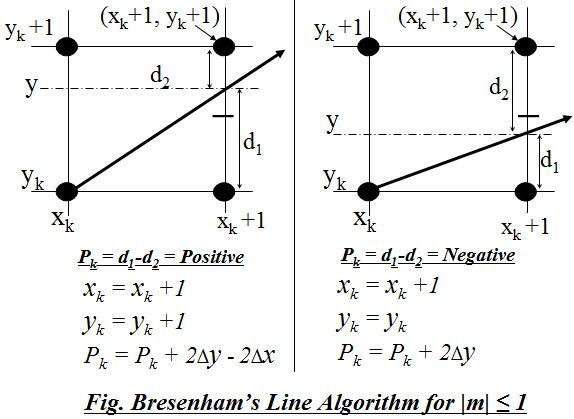 yₖ+1
(xₖ+1, yₖ+1)
d₂
y
d₁
yₖ
xₖ
xₖ+1
Pₖ = d₁-d₂ = Positive
xₖ = xₖ +1
yₖ = yₖ +1
Pₖ = Pₖ + 2Δy - 2Δx
yₖ+1
(xₖ+1, yₖ+1)
d₂
y
d₁
yₖ
xₖ
xₖ+1
Pₖ = d₁-d₂ = Negative
xₖ = xₖ +1
yₖ = yₖ
Pₖ = Pₖ + 2Δy
Fig. Bresenham's Line Algorithm for |m| ≤ 1